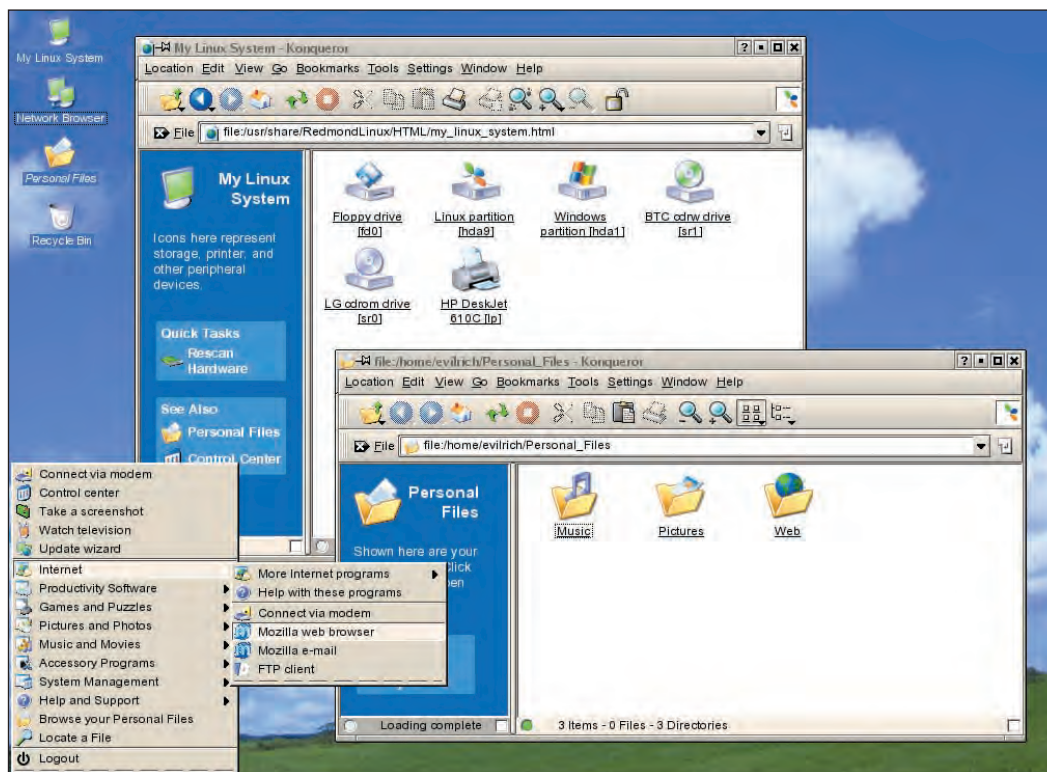 My Linux System
Network Browser
Personal Files
Recycle Bin
My Linux System - Konqueror
Location Edit View Go Bookmarks Tools Settings Window Help
File file:/usr/share/RedmondLinux/HTML/my_linux_system.html
My Linux
System
Icons here represent
storage, printer, and
other peripheral
devices.
Quick Tasks
Rescan
Hardware
See Also
Personal Files
Control Center
Floppy drive
[fd0]
Linux partition
[hda9]
Windows
partition [hda1]
BTC cdrw drive
[sr1]
LG cdrom drive
[sr0]
HP DeskJet
610C [lp]
file:/home/evilrich/Personal_Files - Konqueror
Location Edit View Go Bookmarks Tools Settings Window Help
File file:/home/evilrich/Personal_Files
Personal
Files
Shown here are your
Click
Music
Pictures
Web
Loading complete
3 Items - 0 Files - 3 Directories
Connect via modem
Control center
Take a screenshot
Watch television
Update wizard
Internet
Productivity Software
Games and Puzzles
Pictures and Photos
Music and Movies
Accessory Programs
System Management
Help and Support
Browse your Personal Files
Locate a File
Logout
More Internet programs
Help with these programs
Connect via modem
Mozilla web browser
Mozilla e-mail
FTP client